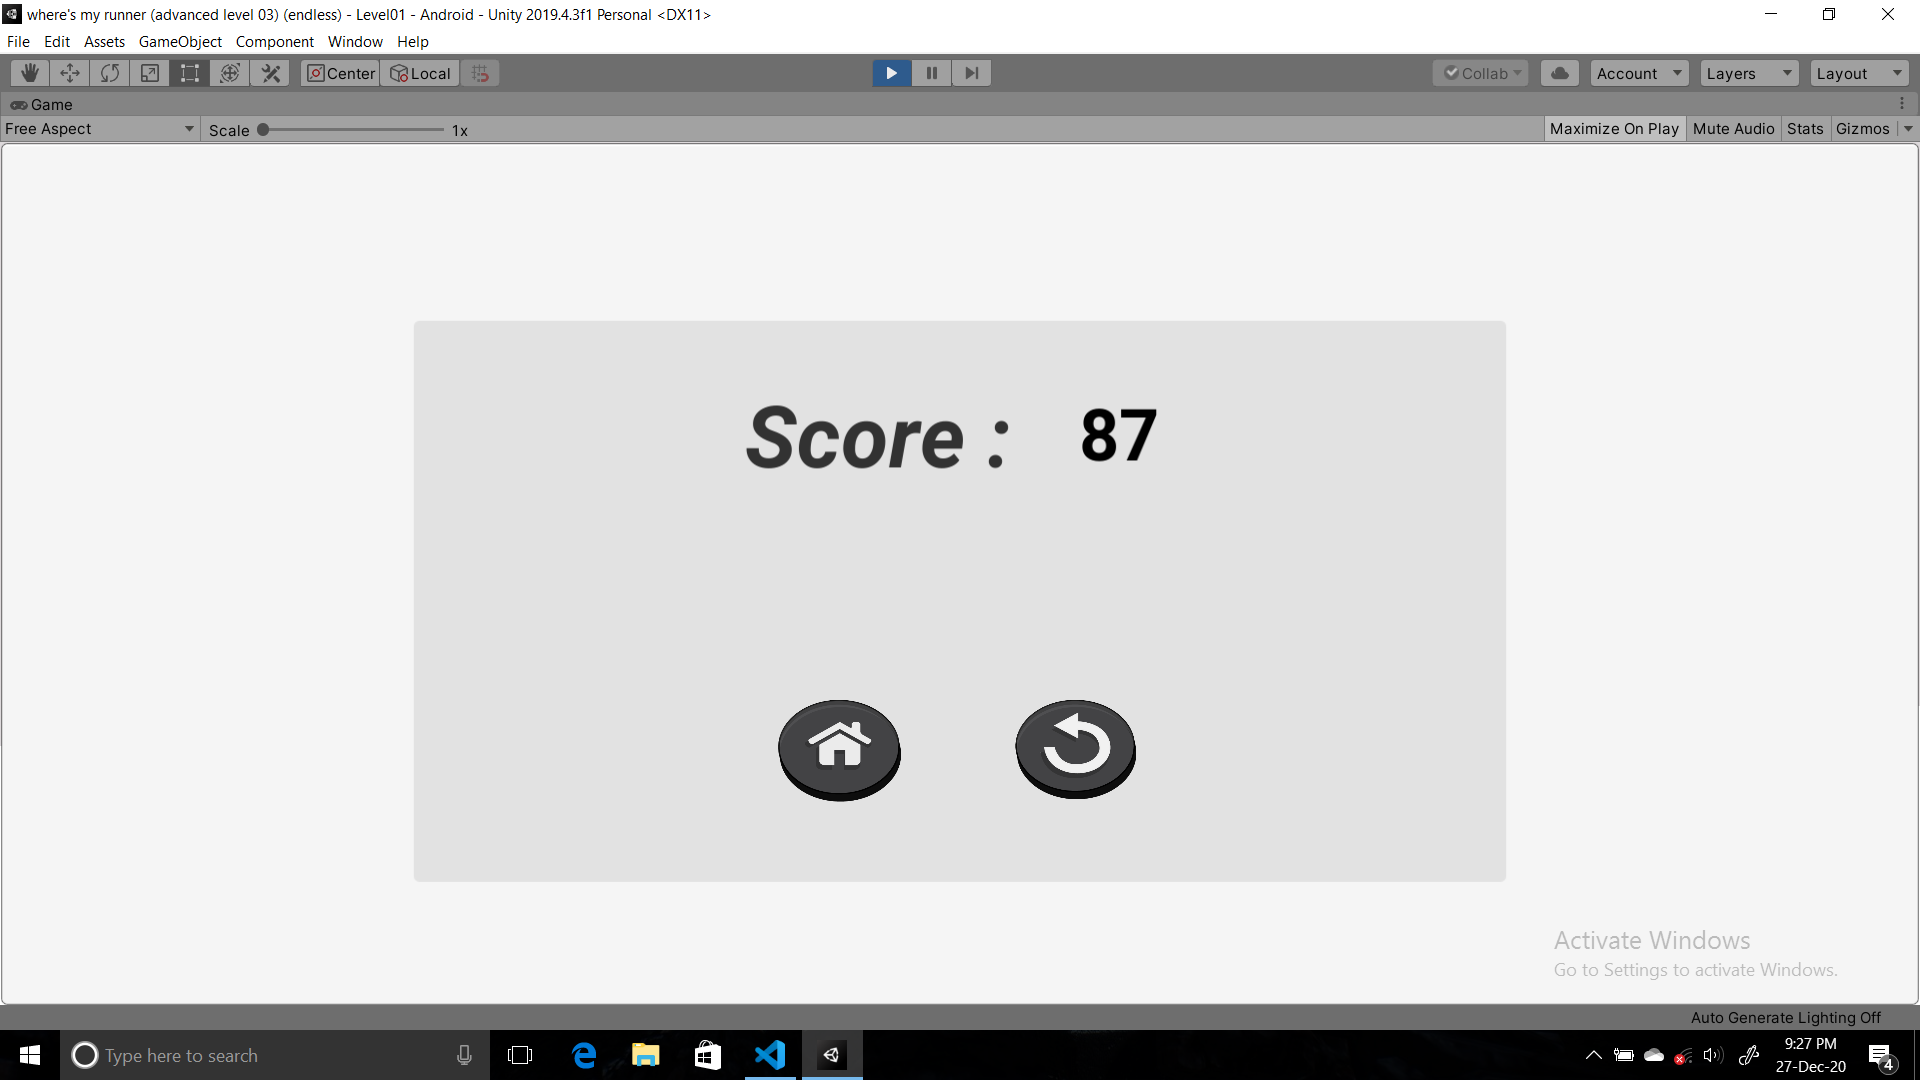 where's my runner (advanced level 03) (endless) - Level01 - Android - Unity 2019.4.3f1 Personal <DX11>
File Edit Assets GameObject Component Window Help
Center Local Collab Account Layers Layout
Game
Free Aspect Scale 1x Maximize On Play Mute Audio Stats Gizmos
Score : 87
Activate Windows
Go to Settings to activate Windows.
Auto Generate Lighting Off
Type here to search
9:27 PM
27-Dec-20
4